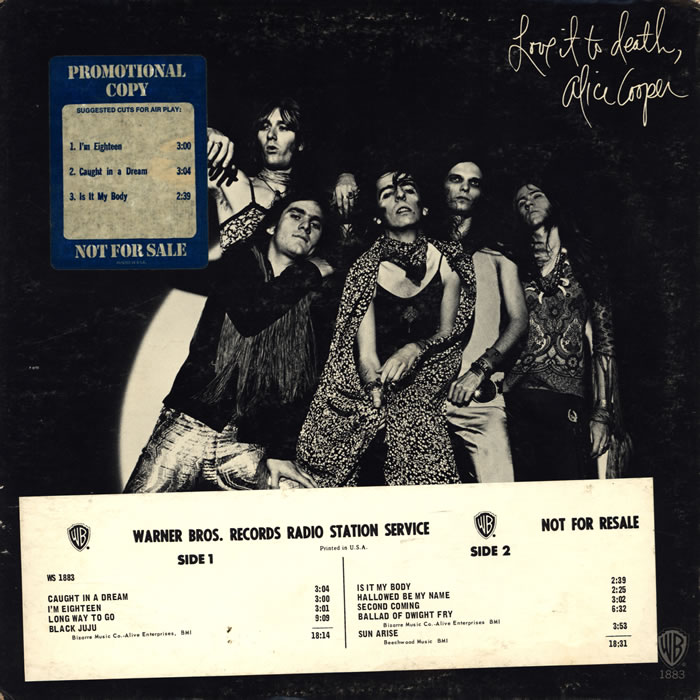 Love it to death,
Alice Cooper
PROMOTIONAL
COPY
SUGGESTED CUTS FOR AIR PLAY:
1. I'm Eighteen 3:00
2. Caught in a Dream 3:04
3. Is It My Body 2:39
NOT FOR SALE
WB WARNER BROS. RECORDS RADIO STATION SERVICE WB NOT FOR RESALE
Printed in U.S.A.
SIDE 1
WS 1883
CAUGHT IN A DREAM 3:04
I'M EIGHTEEN 3:00
LONG WAY TO GO 3:01
BLACK JUJU 9:09
Bizarre Music Co.-Alive Enterprises, BMI
18:14
SIDE 2
IS IT MY BODY 2:39
HALLOWED BE MY NAME 2:25
SECOND COMING 3:02
BALLAD OF DWIGHT FRY 6:32
Bizarre Music Co.-Alive Enterprises BMI
SUN ARISE 3:53
Beechwood Music BMI
18:31
WB
1883